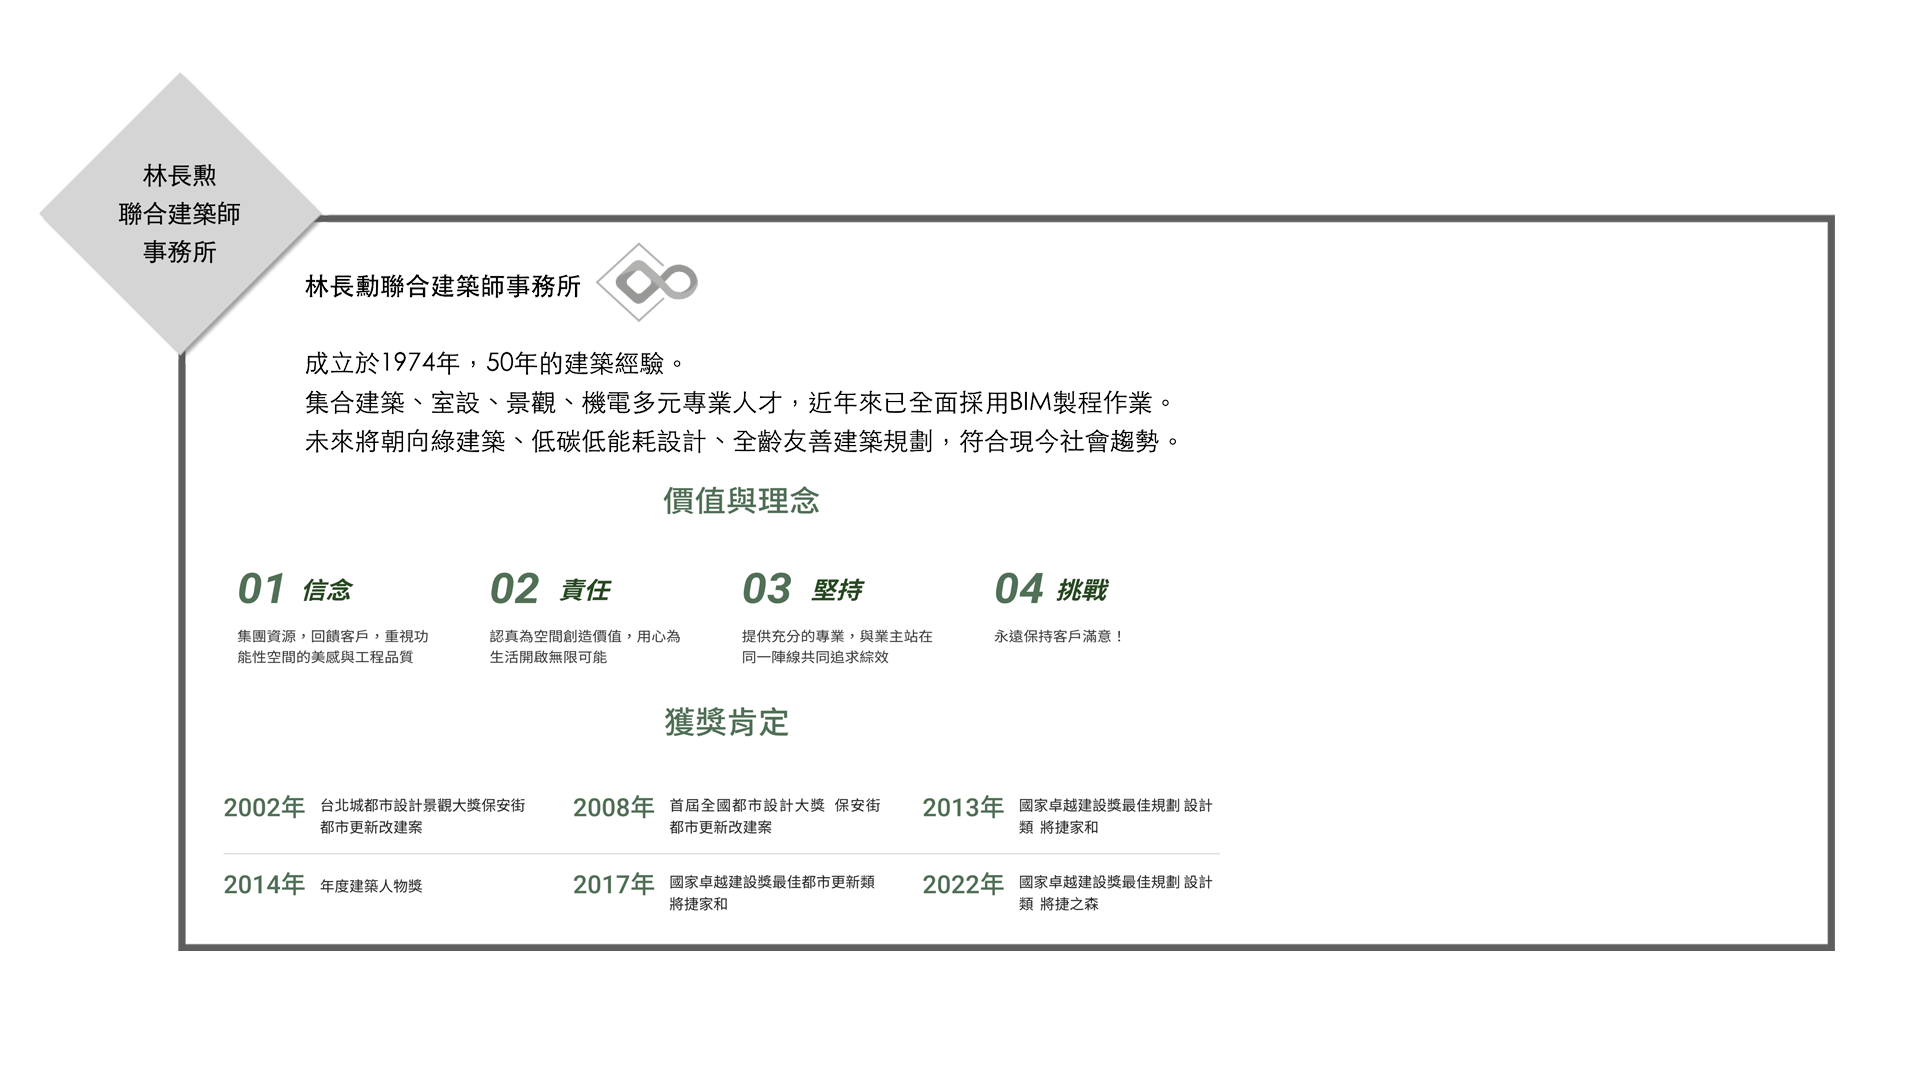 林長勲
聯合建築師
事務所
林長勳聯合建築師事務所
成立於1974年，50年的建築經驗。
集合建築、室設、景觀、機電多元專業人才，近年來已全面採用BIM製程作業。
未來將朝向綠建築、低碳低能耗設計、全齡友善建築規劃，符合現今社會趨勢。
價值與理念
01 信念
集團資源，回饋客戶，重視功
能性空間的美感與工程品質
02 責任
認真為空間創造價值，用心為
生活開啟無限可能
03 堅持
提供充分的專業，與業主站在
同一陣線共同追求綜效
04 挑戰
永遠保持客戶滿意！
獲獎肯定
2002年
台北城都市設計景觀大獎保安街
都市更新改建案
2008年
首屆全國都市設計大獎 保安街
都市更新改建案
2013年
國家卓越建設獎最佳規劃 設計
類 將捷家和
2014年
年度建築人物獎
2017年
國家卓越建設獎最佳都市更新類
將捷家和
2022年
國家卓越建設獎最佳規劃 設計
類 將捷之森